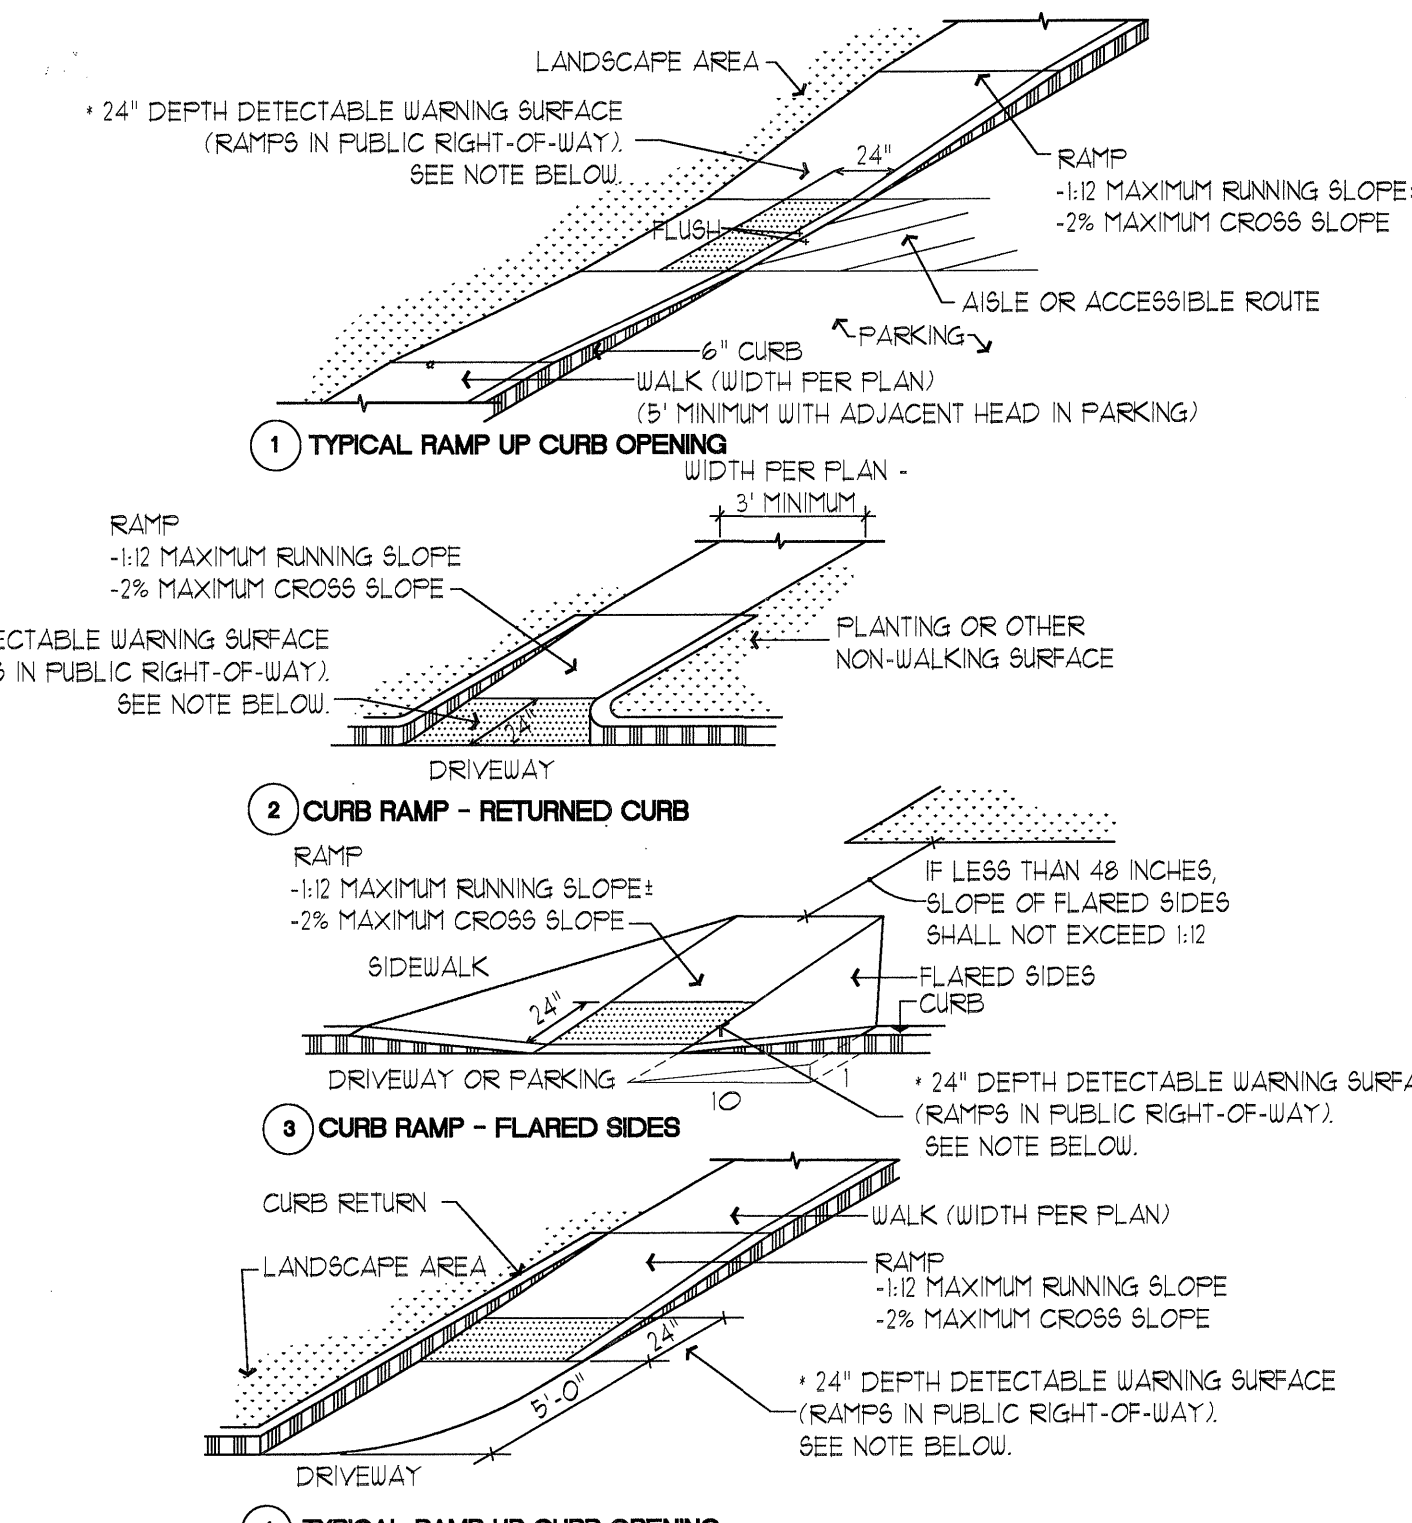 LANDSCAPE AREA
* 24" DEPTH DETECTABLE WARNING SURFACE
(RAMPS IN PUBLIC RIGHT-OF-WAY).
SEE NOTE BELOW.
24"
RAMP
-1:12 MAXIMUM RUNNING SLOPE±
-2% MAXIMUM CROSS SLOPE
FLUSH
AISLE OR ACCESSIBLE ROUTE
PARKING
6" CURB
WALK (WIDTH PER PLAN)
(5' MINIMUM WITH ADJACENT HEAD IN PARKING)
1 TYPICAL RAMP UP CURB OPENING
WIDTH PER PLAN -
3' MINIMUM
RAMP
-1:12 MAXIMUM RUNNING SLOPE
-2% MAXIMUM CROSS SLOPE
WARNING SURFACE
IN PUBLIC RIGHT-OF-WAY).
SEE NOTE BELOW.
PLANTING OR OTHER
NON-WALKING SURFACE
24"
DRIVEWAY
2 CURB RAMP - RETURNED CURB
RAMP
-1:12 MAXIMUM RUNNING SLOPE±
-2% MAXIMUM CROSS SLOPE
IF LESS THAN 48 INCHES,
SLOPE OF FLARED SIDES
SHALL NOT EXCEED 1:12
SIDEWALK
FLARED SIDES
CURB
24"
DRIVEWAY OR PARKING
1
10
* 24" DEPTH DETECTABLE WARNING
(RAMPS IN PUBLIC RIGHT-OF-WAY).
SEE NOTE BELOW.
3 CURB RAMP - FLARED SIDES
CURB RETURN
LANDSCAPE AREA
WALK (WIDTH PER PLAN)
RAMP
-1:12 MAXIMUM RUNNING SLOPE
-2% MAXIMUM CROSS SLOPE
24"
5'-0"
* 24" DEPTH DETECTABLE WARNING SURFACE
(RAMPS IN PUBLIC RIGHT-OF-WAY).
SEE NOTE BELOW.
DRIVEWAY
TYPICAL RAMP UP CURB OPENING